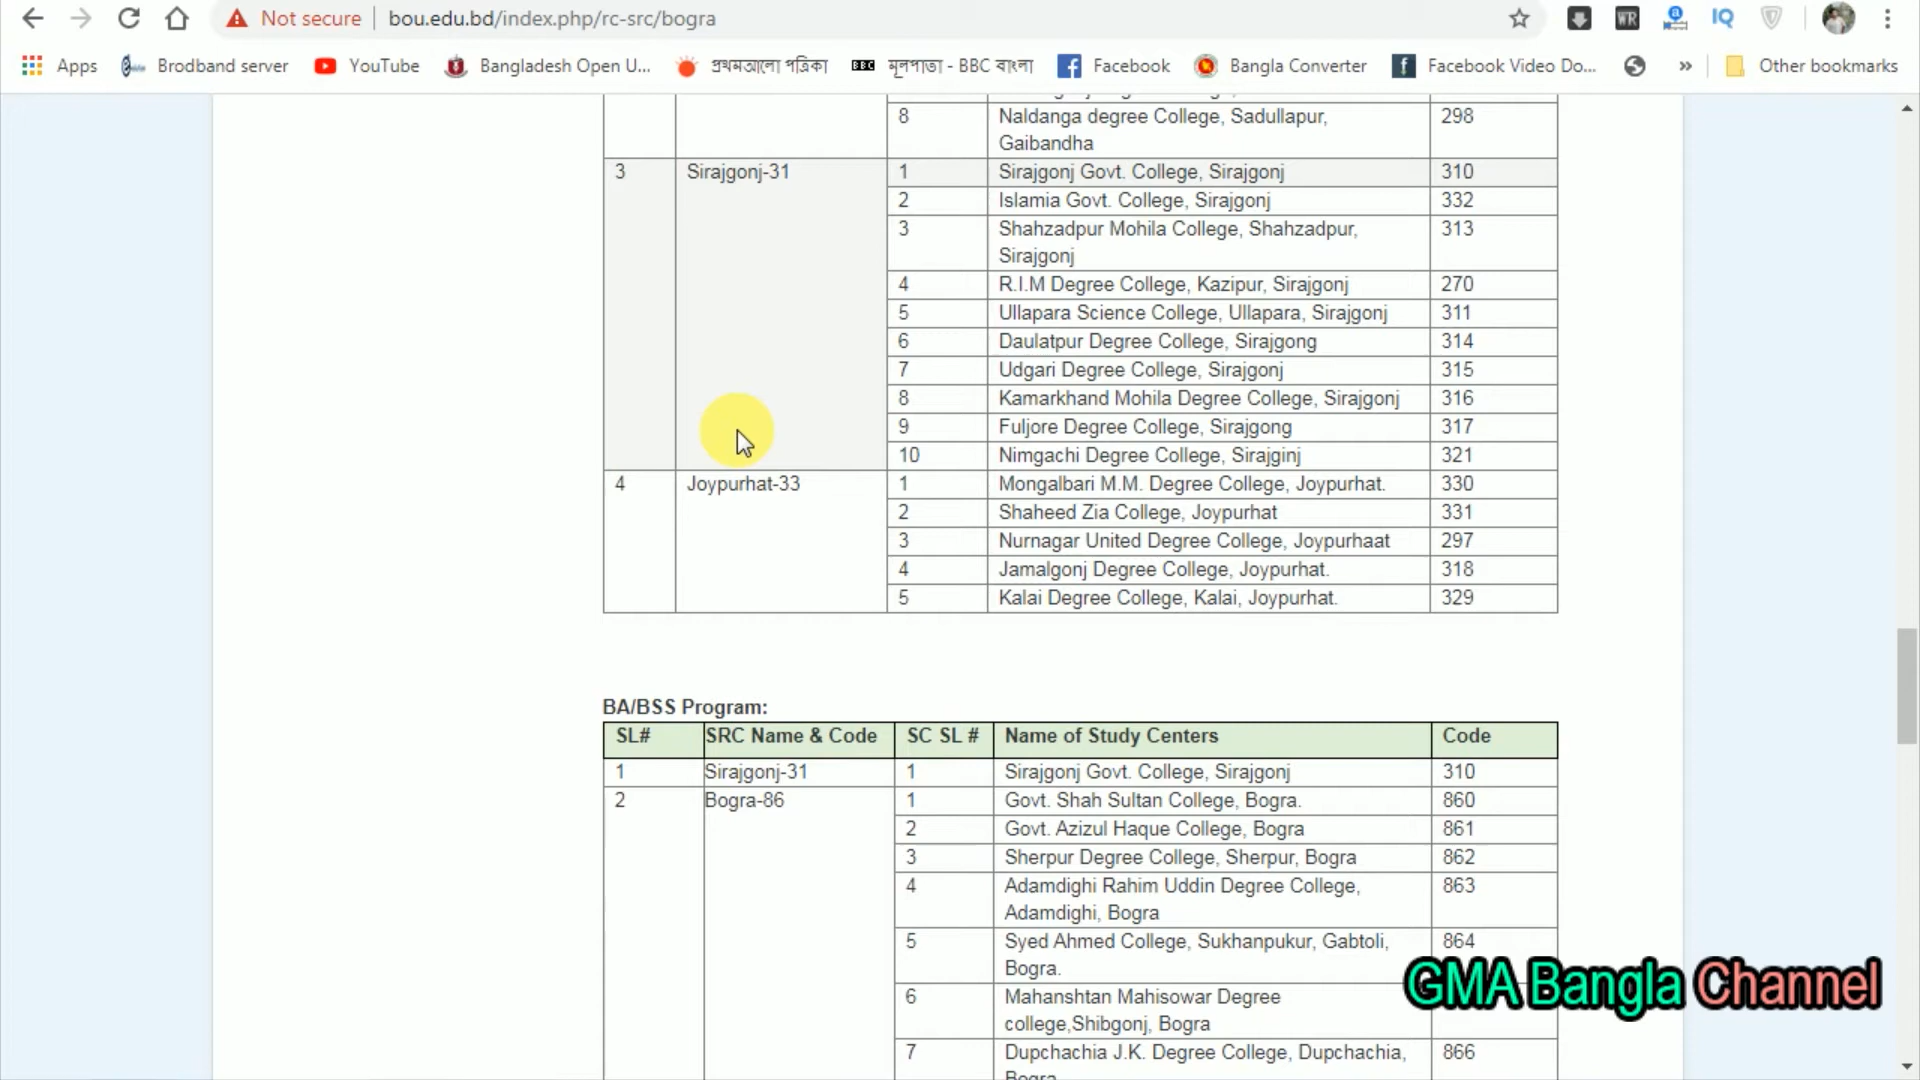 Not secure | bou.edu.bd/index.php/rc-src/bogra
Apps Brodband server YouTube Bangladesh Open U... প্রথমআলো পত্রিকা BBC মূলপাতা - BBC বাংলা Facebook Bangla Converter Facebook Video Do... » Other bookmarks
8 Naldanga degree College, Sadullapur, 298
Gaibandha
3 Sirajgonj-31 1 Sirajgonj Govt. College, Sirajgonj 310
2 Islamia Govt. College, Sirajgonj 332
3 Shahzadpur Mohila College, Shahzadpur, 313
Sirajgonj
4 R.I.M Degree College, Kazipur, Sirajgonj 270
5 Ullapara Science College, Ullapara, Sirajgonj 311
6 Daulatpur Degree College, Sirajgong 314
7 Udgari Degree College, Sirajgonj 315
8 Kamarkhand Mohila Degree College, Sirajgonj 316
9 Fuljore Degree College, Sirajgong 317
10 Nimgachi Degree College, Sirajginj 321
4 Joypurhat-33 1 Mongalbari M.M. Degree College, Joypurhat. 330
2 Shaheed Zia College, Joypurhat 331
3 Nurnagar United Degree College, Joypurhaat 297
4 Jamalgonj Degree College, Joypurhat. 318
5 Kalai Degree College, Kalai, Joypurhat. 329
BA/BSS Program:
SL# SRC Name & Code SC SL # Name of Study Centers Code
1 Sirajgonj-31 1 Sirajgonj Govt. College, Sirajgonj 310
2 Bogra-86 1 Govt. Shah Sultan College, Bogra. 860
2 Govt. Azizul Haque College, Bogra 861
3 Sherpur Degree College, Sherpur, Bogra 862
4 Adamdighi Rahim Uddin Degree College, 863
Adamdighi, Bogra
5 Syed Ahmed College, Sukhanpukur, Gabtoli, 864
Bogra.
6 Mahanshtan Mahisowar Degree
college,Shibgonj, Bogra
7 Dupchachia J.K. Degree College, Dupchachia, 866
Bogra
GMA Bangla Channel